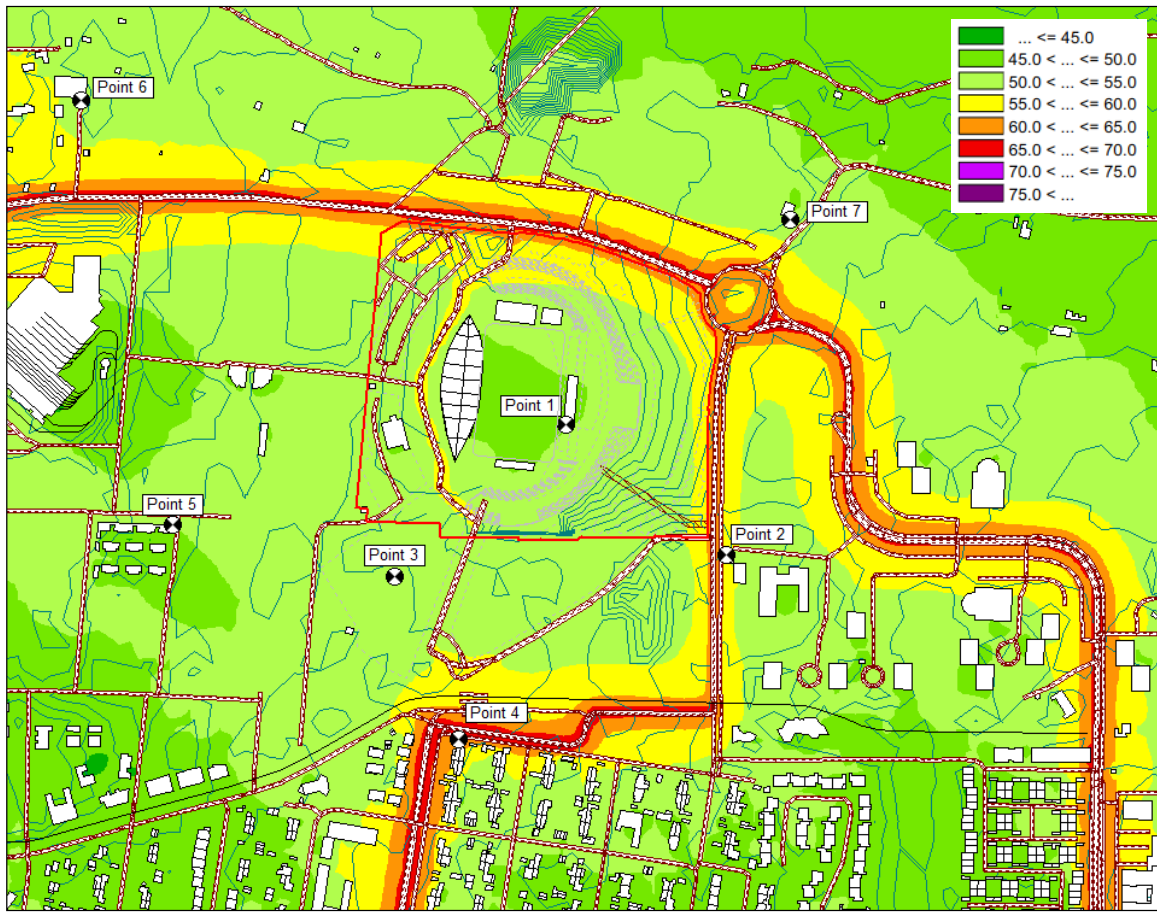 ... <= 45.0
45.0 < ... <= 50.0
50.0 < ... <= 55.0
55.0 < ... <= 60.0
60.0 < ... <= 65.0
65.0 < ... <= 70.0
70.0 < ... <= 75.0
75.0 < ...
Point 6
Point 7
Point 1
Point 5
Point 2
Point 3
Point 4